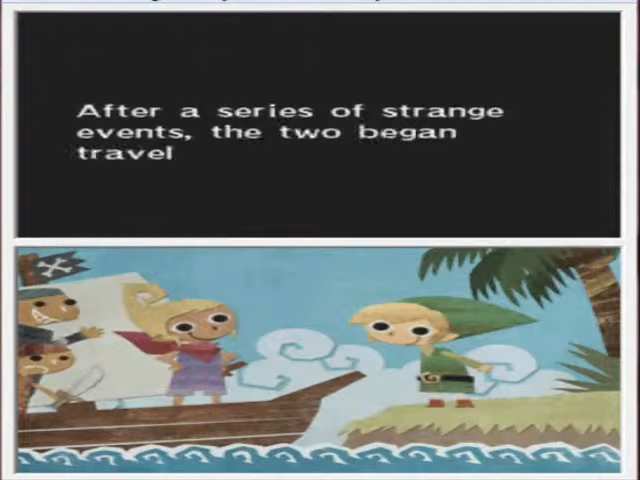 After a series of strange
events, the two began
travel